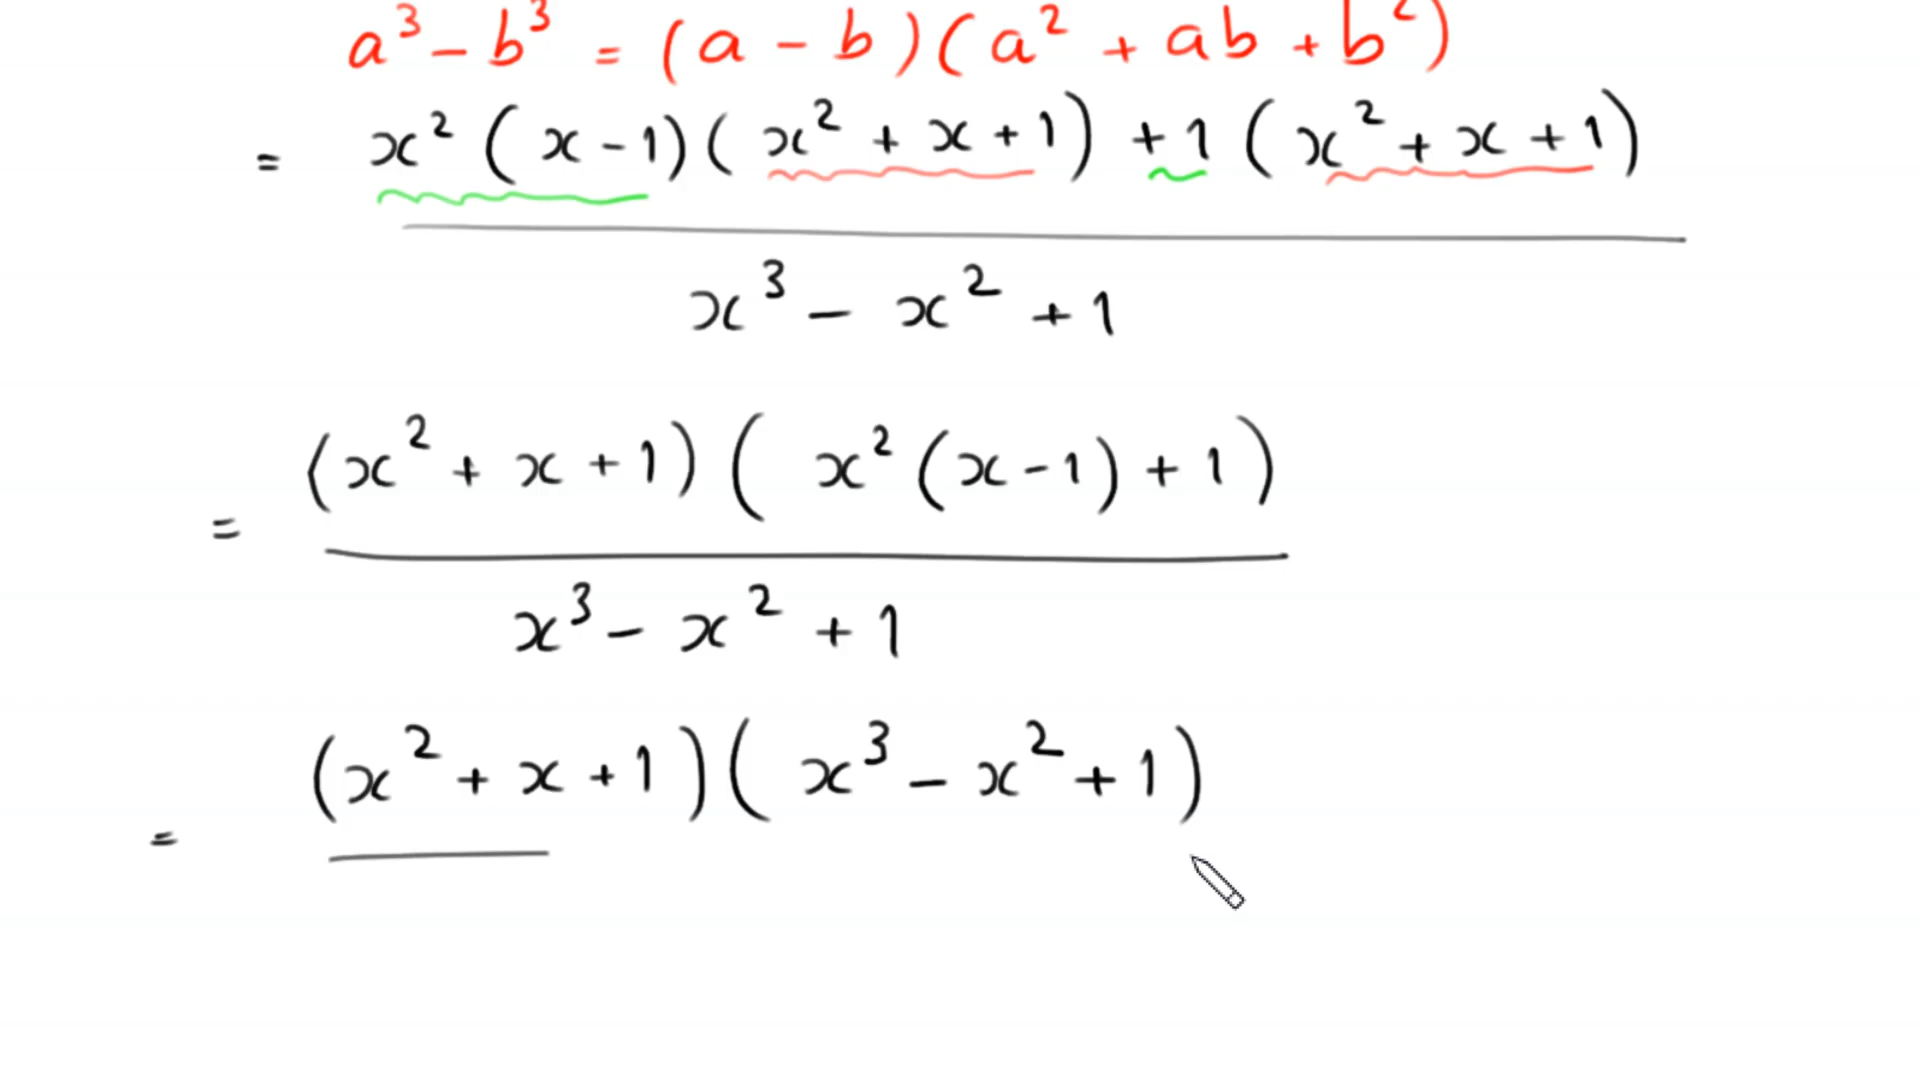 a³ - b³ = (a - b)(a² + ab + b²)
= x²(x - 1)(x² + x + 1) + 1(x² + x + 1)
x³ - x² + 1
= (x² + x + 1)(x²(x - 1) + 1)
x³ - x² + 1
= (x² + x + 1)(x³ - x² + 1)